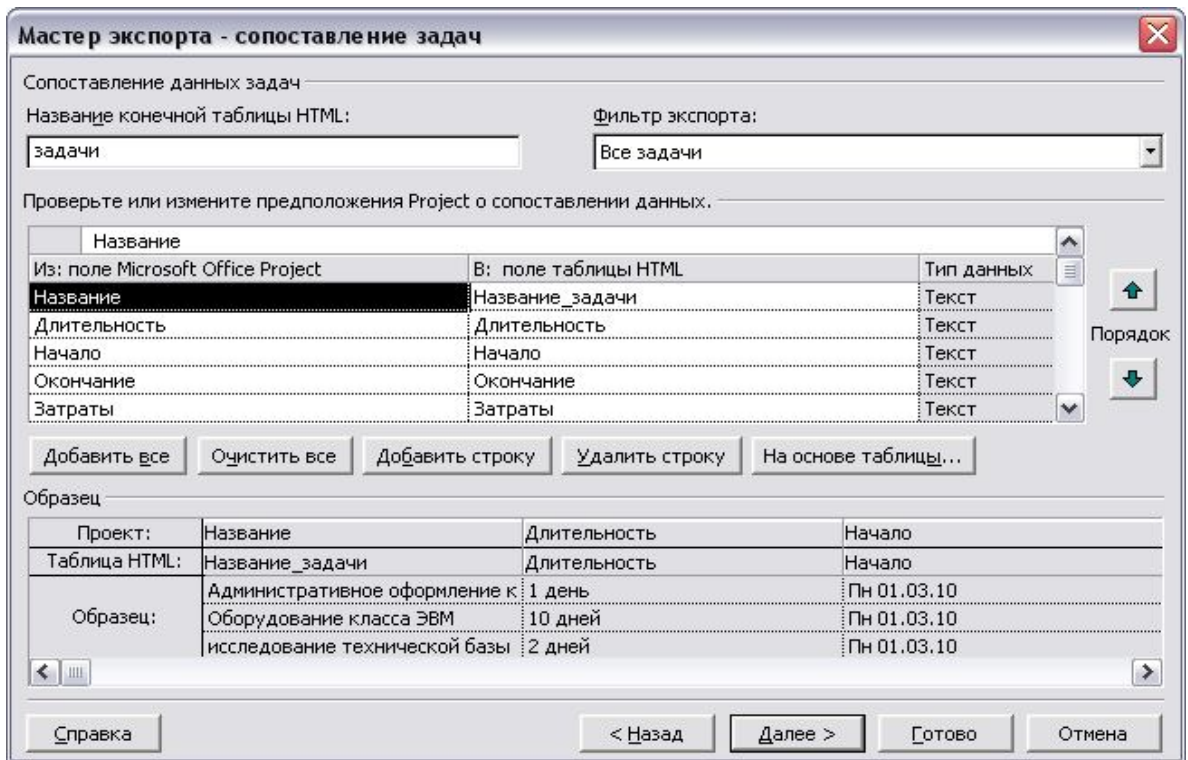 Мастер экспорта - сопоставление задач
Сопоставление данных задач
Название конечной таблицы HTML: Фильтр экспорта:
задачи Все задачи
Проверьте или измените предположения Project о сопоставлении данных.
Название
Из: поле Microsoft Office Project В: поле таблицы HTML Тип данных
Название Название_задачи Текст
Длительность Длительность Текст
Начало Начало Текст
Окончание Окончание Текст
Затраты Затраты Текст
Порядок
Добавить все Очистить все Добавить строку Удалить строку На основе таблицы...
Образец
Проект: Название Длительность Начало
Таблица HTML: Название_задачи Длительность Начало
Административное оформление к 1 день Пн 01.03.10
Образец: Оборудование класса ЭВМ 10 дней Пн 01.03.10
исследование технической базы 2 дней Пн 01.03.10
Справка < Назад Далее > Готово Отмена